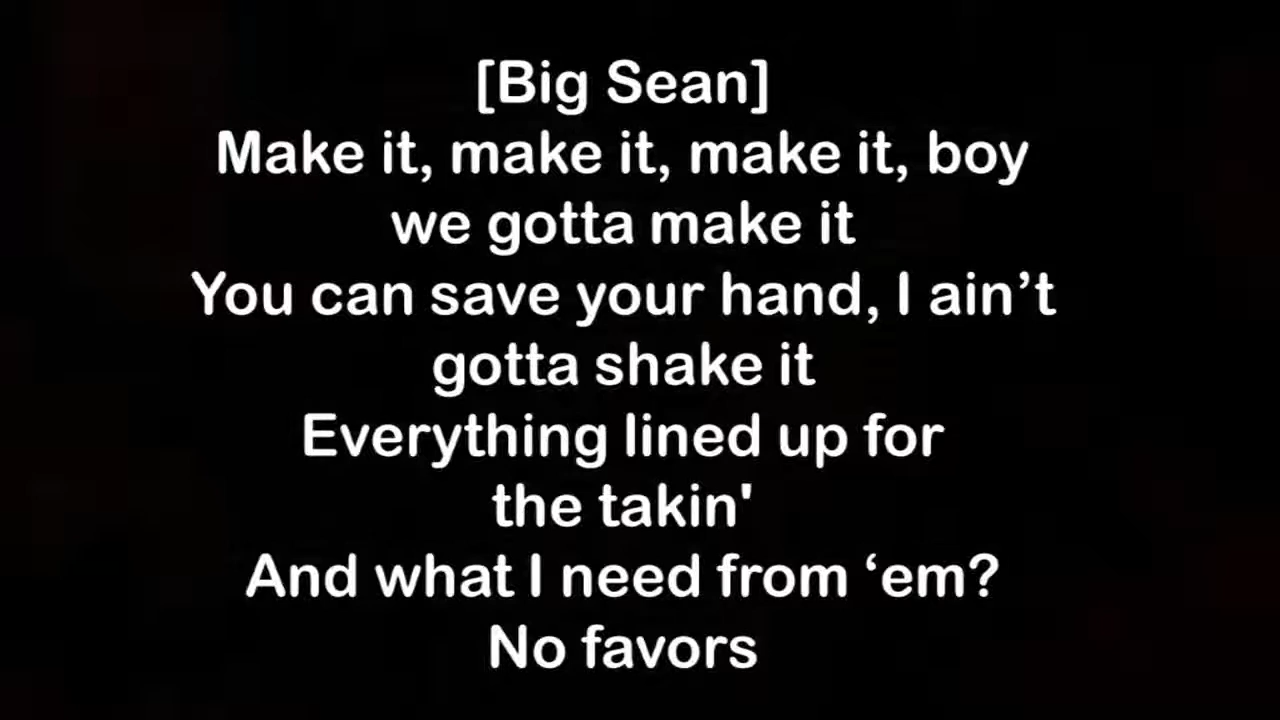 [Big Sean]
Make it, make it, make it, boy
we gotta make it
You can save your hand, I ain’t
gotta shake it
Everything lined up for
the takin'
And what I need from ‘em?
No favors